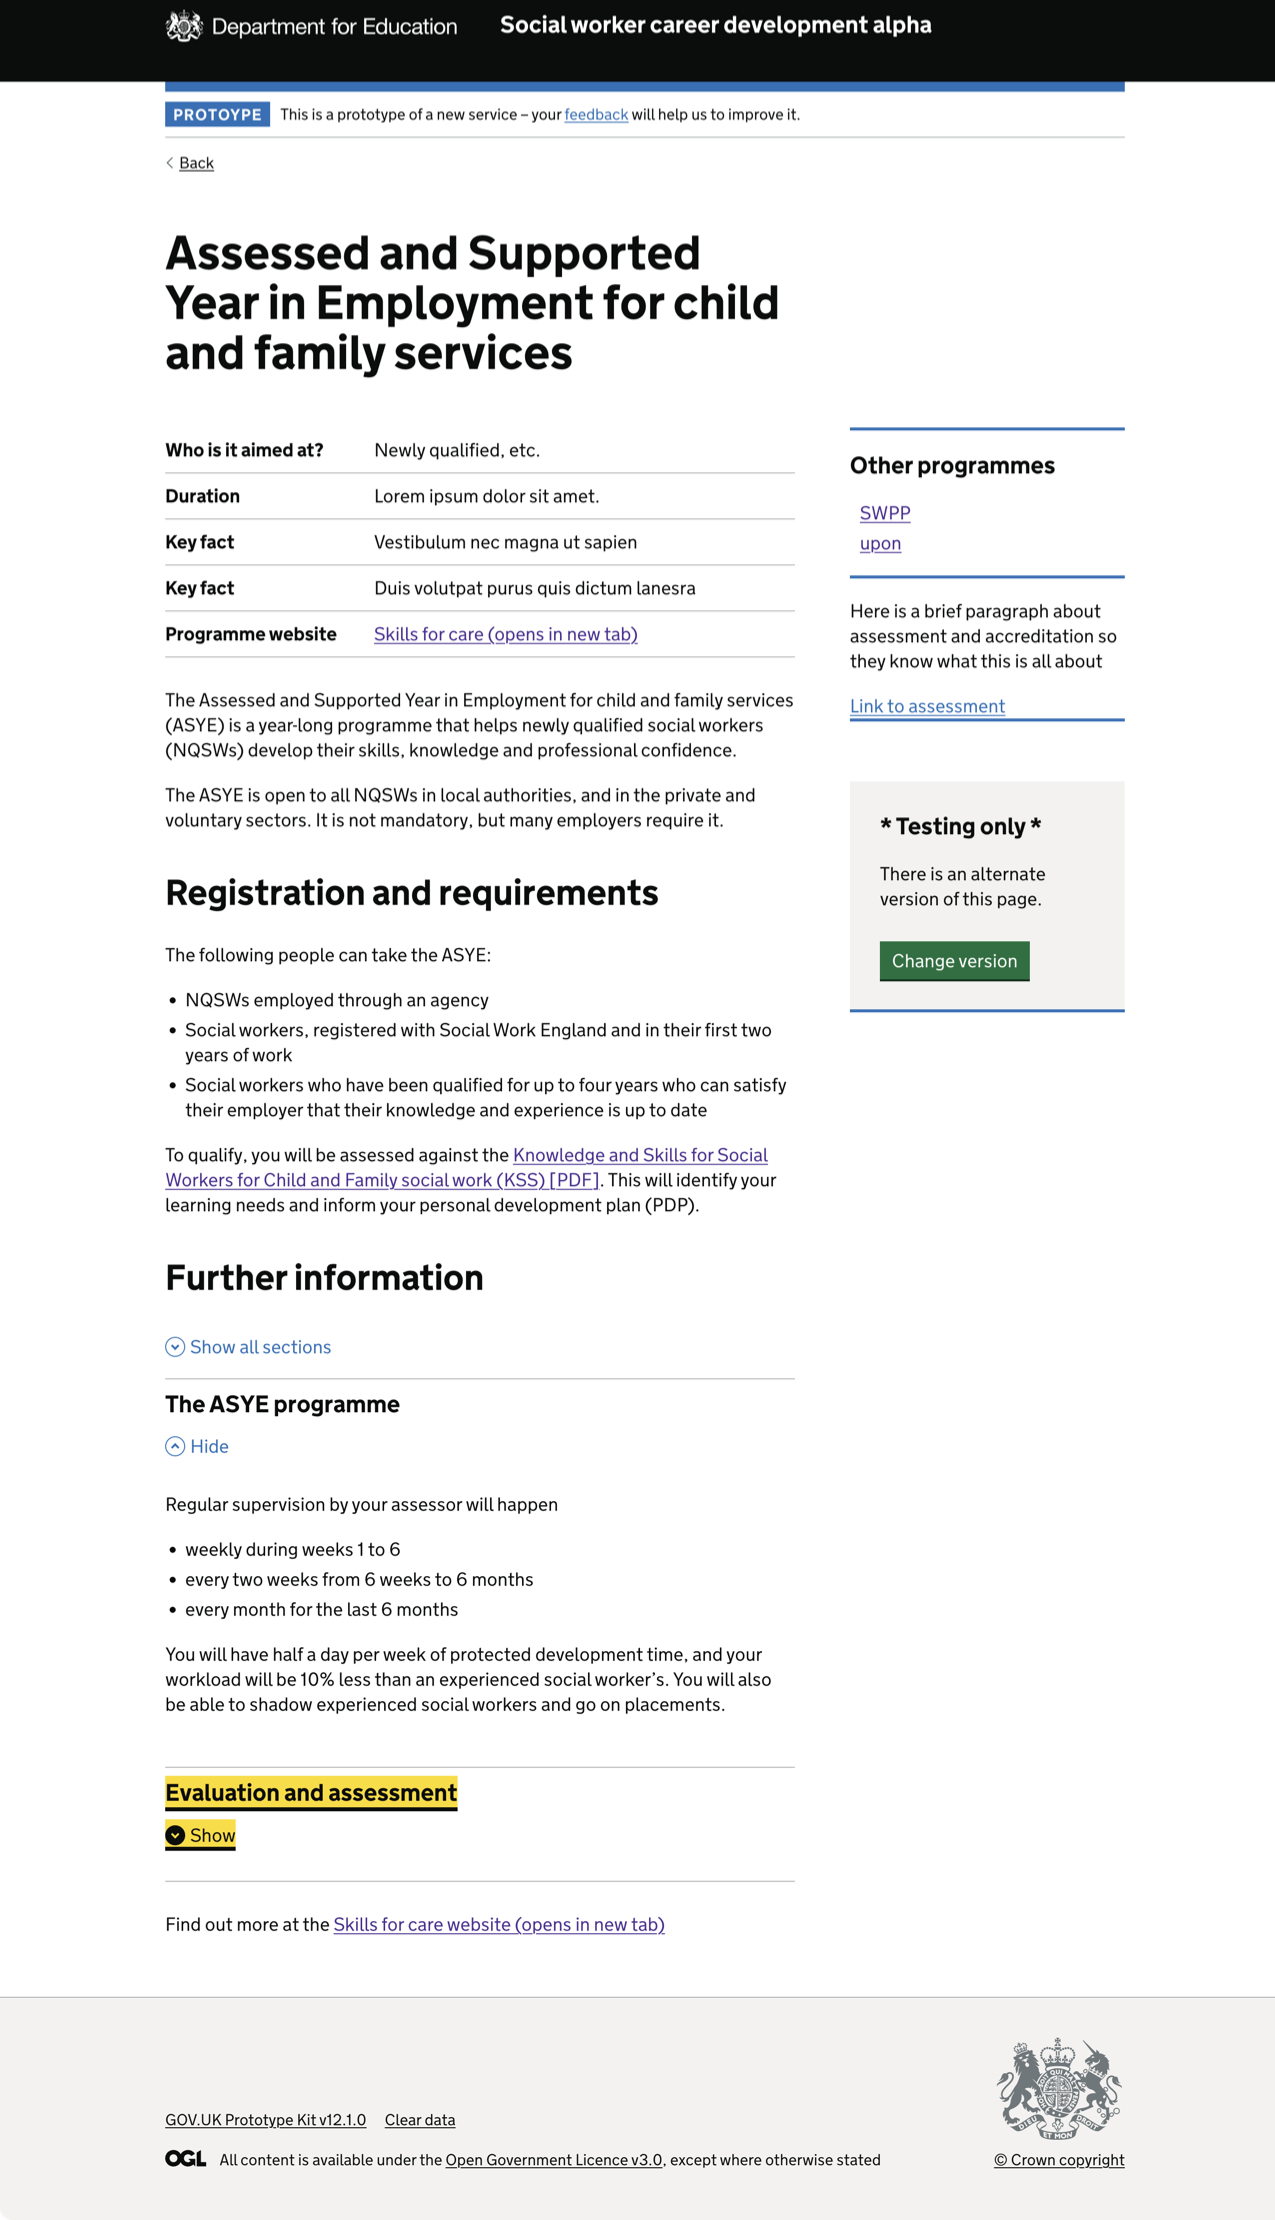 Department for Education
Social worker career development alpha
PROTOYPE This is a prototype of a new service – your feedback will help us to improve it.
Back
Assessed and Supported
Year in Employment for child
and family services
Who is it aimed at? Newly qualified, etc.
Duration Lorem ipsum dolor sit amet.
Key fact Vestibulum nec magna ut sapien
Key fact Duis volutpat purus quis dictum lanesra
Programme website Skills for care (opens in new tab)
The Assessed and Supported Year in Employment for child and family services
(ASYE) is a year-long programme that helps newly qualified social workers
(NQSWs) develop their skills, knowledge and professional confidence.
The ASYE is open to all NQSWs in local authorities, and in the private and
voluntary sectors. It is not mandatory, but many employers require it.
Registration and requirements
The following people can take the ASYE:
• NQSWs employed through an agency
• Social workers, registered with Social Work England and in their first two
years of work
• Social workers who have been qualified for up to four years who can satisfy
their employer that their knowledge and experience is up to date
To qualify, you will be assessed against the Knowledge and Skills for Social
Workers for Child and Family social work (KSS) [PDF]. This will identify your
learning needs and inform your personal development plan (PDP).
Further information
Show all sections
The ASYE programme
Hide
Regular supervision by your assessor will happen
• weekly during weeks 1 to 6
• every two weeks from 6 weeks to 6 months
• every month for the last 6 months
You will have half a day per week of protected development time, and your
workload will be 10% less than an experienced social worker’s. You will also
be able to shadow experienced social workers and go on placements.
Evaluation and assessment
Show
Find out more at the Skills for care website (opens in new tab)
Other programmes
SWPP
upon
Here is a brief paragraph about
assessment and accreditation so
they know what this is all about
Link to assessment
* Testing only *
There is an alternate
version of this page.
Change version
GOV.UK Prototype Kit v12.1.0 Clear data
OGL All content is available under the Open Government Licence v3.0, except where otherwise stated
DIEU ET MON DROIT
© Crown copyright